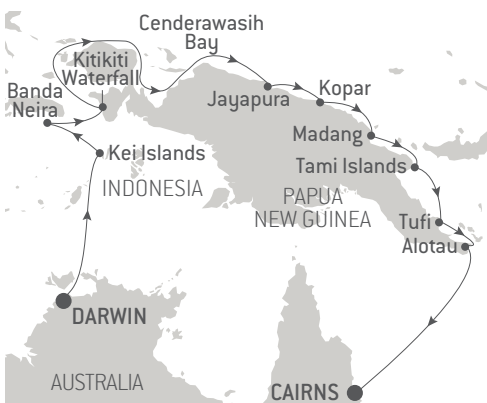 Cenderawasih
Bay
Kitikiti
Waterfall
Banda
Neira
Jayapura
Kopar
Madang
Kei Islands
Tami Islands
INDONESIA
PAPUA
NEW GUINEA
Tufi
Alotau
DARWIN
AUSTRALIA
CAIRNS